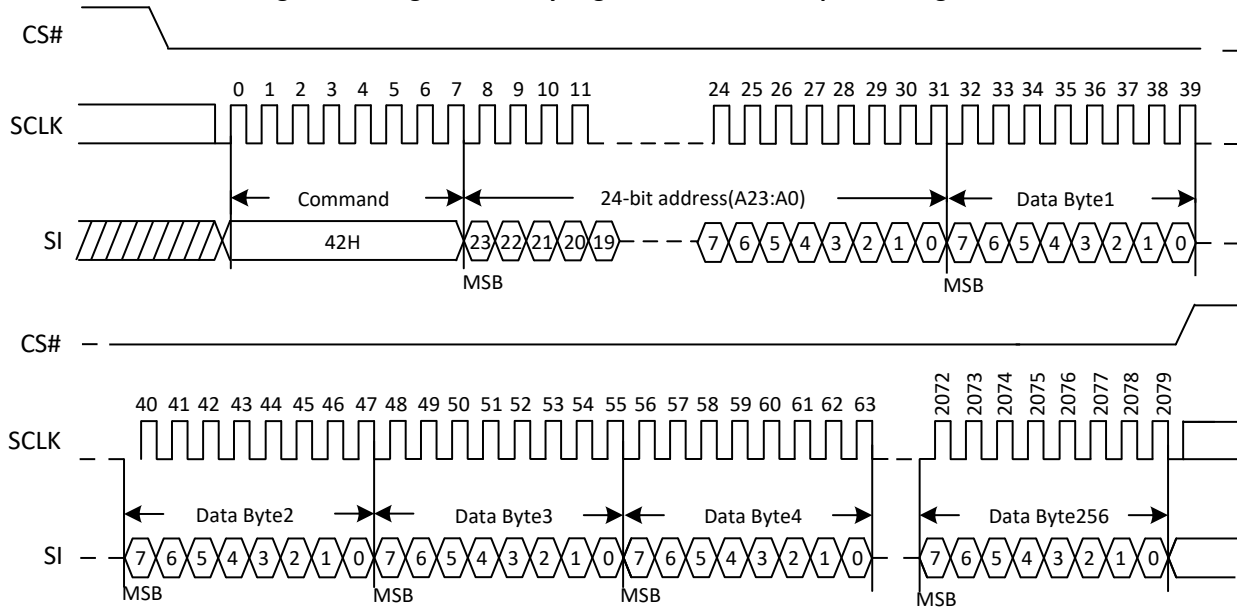 CS#
0 1 2 3 4 5 6 7 8 9 10 11 24 25 26 27 28 29 30 31 32 33 34 35 36 37 38 39
SCLK
Command 24-bit address(A23:A0) Data Byte1
SI 42H 23 22 21 20 19 7 6 5 4 3 2 1 0 7 6 5 4 3 2 1 0
MSB MSB
CS#
40 41 42 43 44 45 46 47 48 49 50 51 52 53 54 55 56 57 58 59 60 61 62 63 2072 2073 2074 2075 2076 2077 2078 2079
SCLK
Data Byte2 Data Byte3 Data Byte4 Data Byte256
SI 7 6 5 4 3 2 1 0 7 6 5 4 3 2 1 0 7 6 5 4 3 2 1 0 7 6 5 4 3 2 1 0
MSB MSB MSB MSB